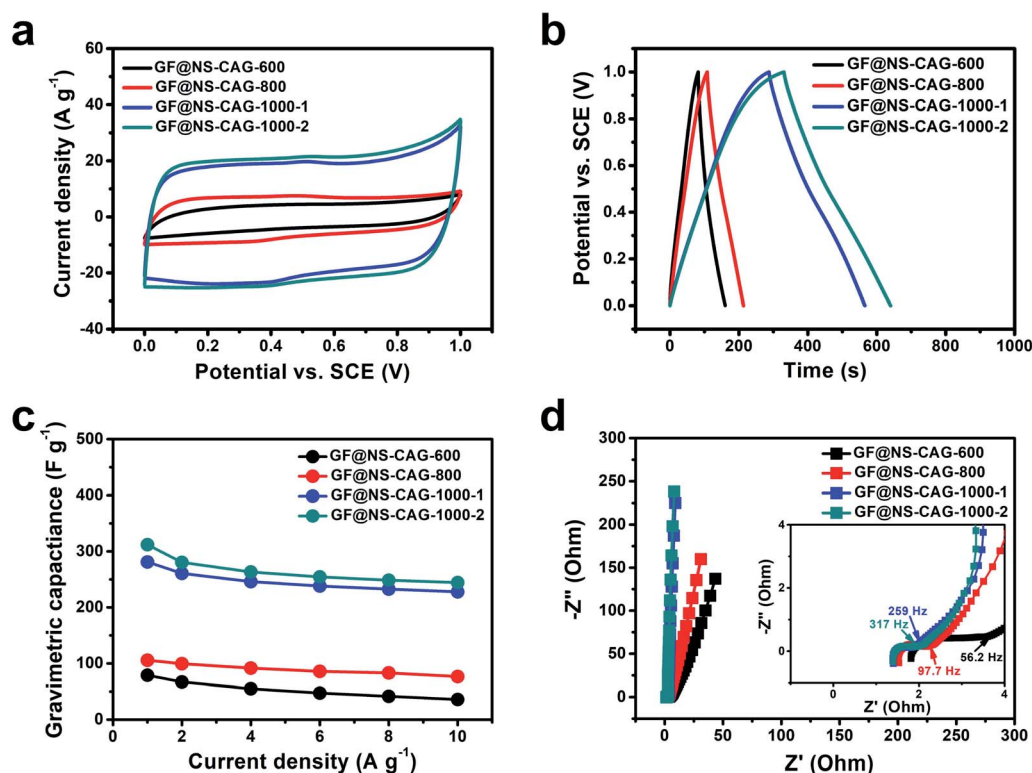 a
60
40
20
0
-20
-40
Current density (A g-1)
GF@NS-CAG-600
GF@NS-CAG-800
GF@NS-CAG-1000-1
GF@NS-CAG-1000-2
0.0 0.2 0.4 0.6 0.8 1.0
Potential vs. SCE (V)
b
1.0
0.8
0.6
0.4
0.2
0.0
Potential vs. SCE (V)
GF@NS-CAG-600
GF@NS-CAG-800
GF@NS-CAG-1000-1
GF@NS-CAG-1000-2
0 200 400 600 800 1000
Time (s)
c
500
400
300
200
100
0
Gravimetric capactiance (F g-1)
GF@NS-CAG-600
GF@NS-CAG-800
GF@NS-CAG-1000-1
GF@NS-CAG-1000-2
0 2 4 6 8 10
Current density (A g-1)
d
300
250
200
150
100
50
0
-Z" (Ohm)
GF@NS-CAG-600
GF@NS-CAG-800
GF@NS-CAG-1000-1
GF@NS-CAG-1000-2
4
2
0
-Z" (Ohm)
259 Hz
317 Hz
56.2 Hz
97.7 Hz
0 1 2 3 4
Z' (Ohm)
0 50 100 150 200 250 300
Z' (Ohm)